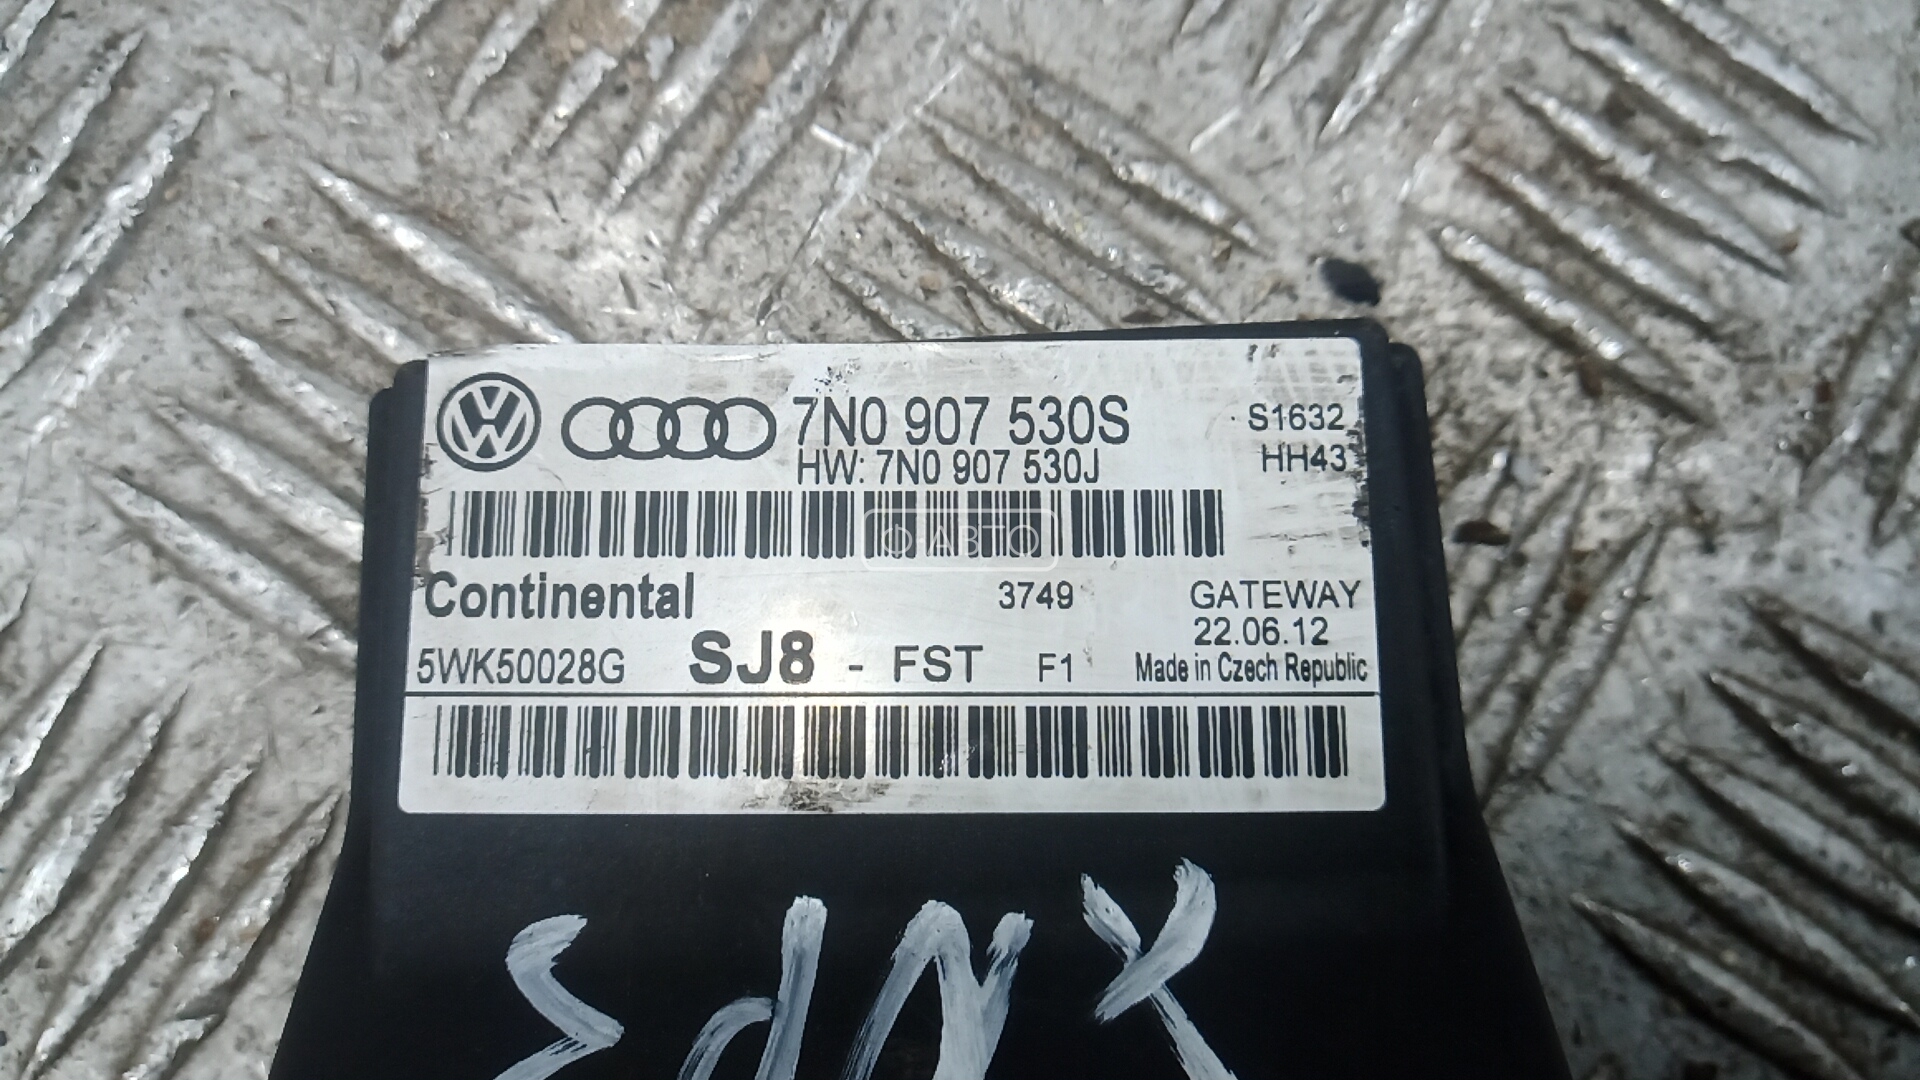 7N0 907 530S
S1632
HW: 7N0 907 530J
HH43
Ф-АВТО
Continental
3749
GATEWAY
22.06.12
5WK50028G
SJ8 - FST F1
Made in Czech Republic